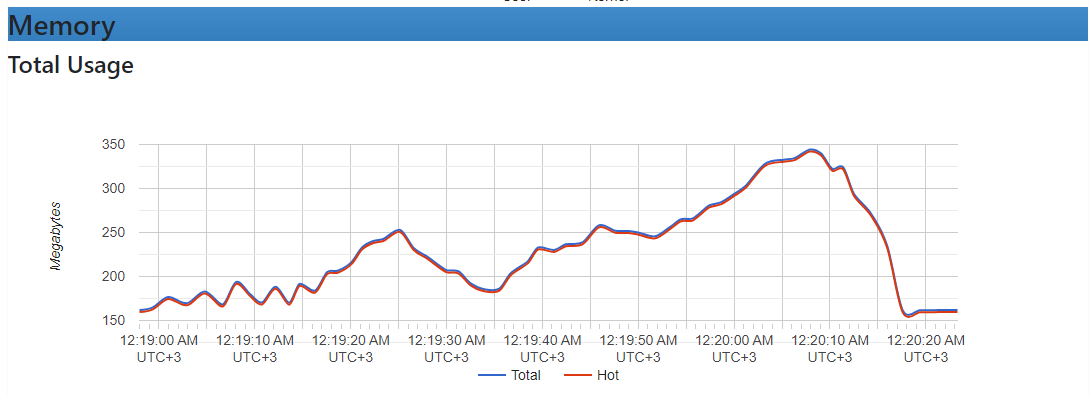 Memory
Total Usage
350
300
250
200
150
Megabytes
12:19:00 AM 12:19:10 AM 12:19:20 AM 12:19:30 AM 12:19:40 AM 12:19:50 AM 12:20:00 AM 12:20:10 AM 12:20:20 AM
UTC+3 UTC+3 UTC+3 UTC+3 UTC+3 UTC+3 UTC+3 UTC+3 UTC+3
Total Hot